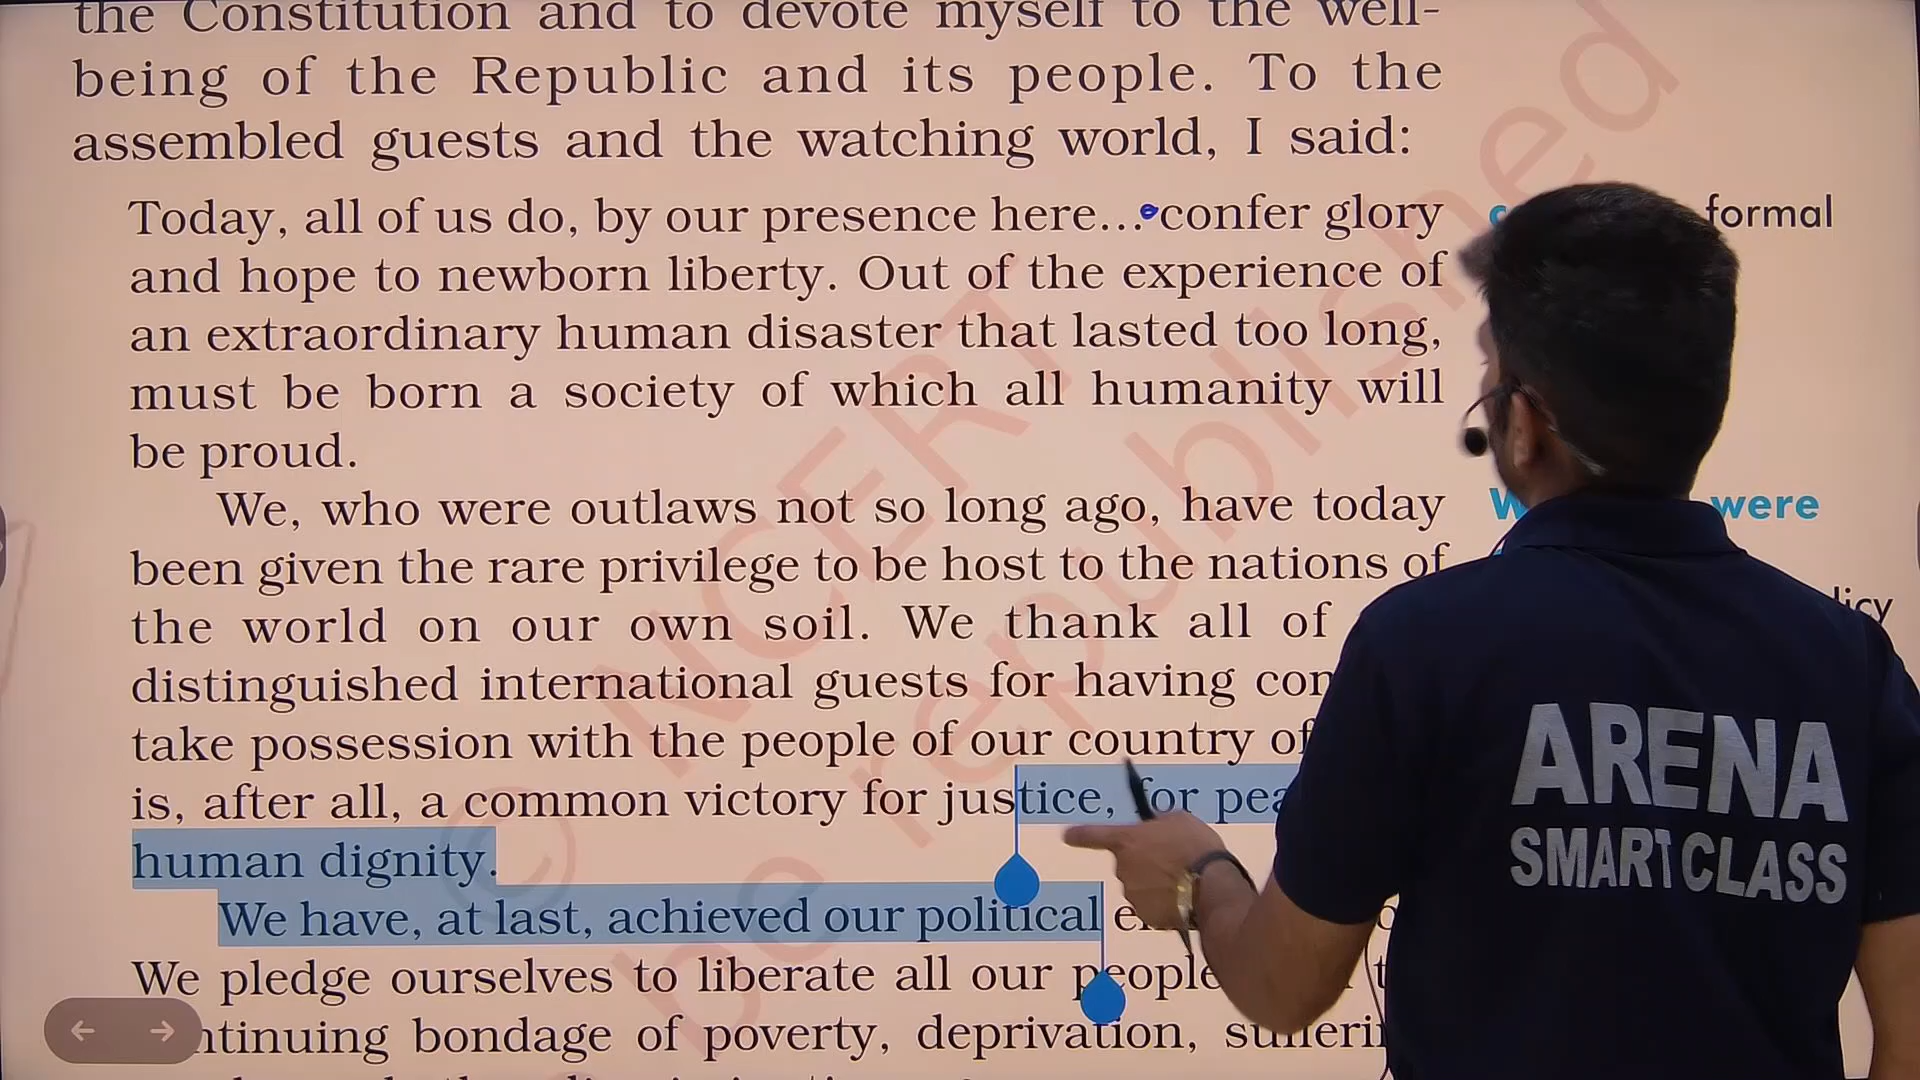 the Constitution and to devote myself to the well-
being of the Republic and its people. To the
assembled guests and the watching world, I said:
Today, all of us do, by our presence here... confer glory
and hope to newborn liberty. Out of the experience of
an extraordinary human disaster that lasted too long,
must be born a society of which all humanity will
be proud.
We, who were outlaws not so long ago, have today
been given the rare privilege to be host to the nations of
the world on our own soil. We thank all of
distinguished international guests for having
take possession with the people of our country of
is, after all, a common victory for justice, for
human dignity.
We have, at last, achieved our political
We pledge ourselves to liberate all our people
bondage of poverty, deprivation,
formal
were
© NCERT
be republished
ARENA
SMART CLASS